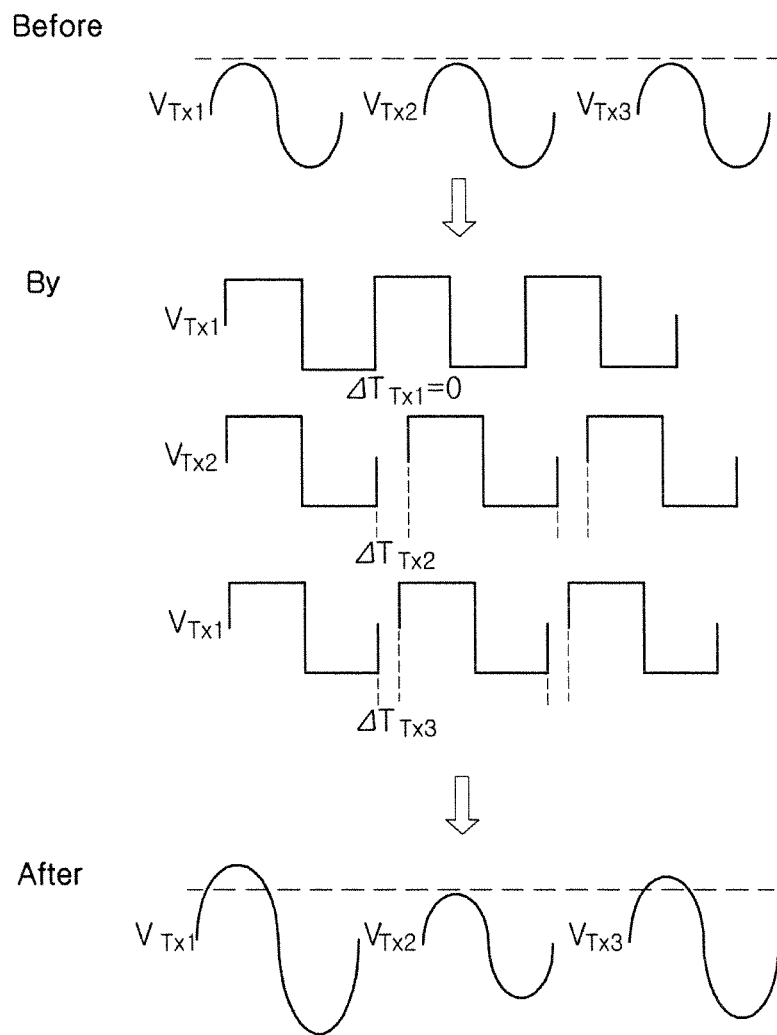 Before
VTx1 VTx2 VTx3
By
VTx1
ΔTTx1=0
VTx2
ΔTTx2
VTx1
ΔTTx3
After
VTx1 VTx2 VTx3